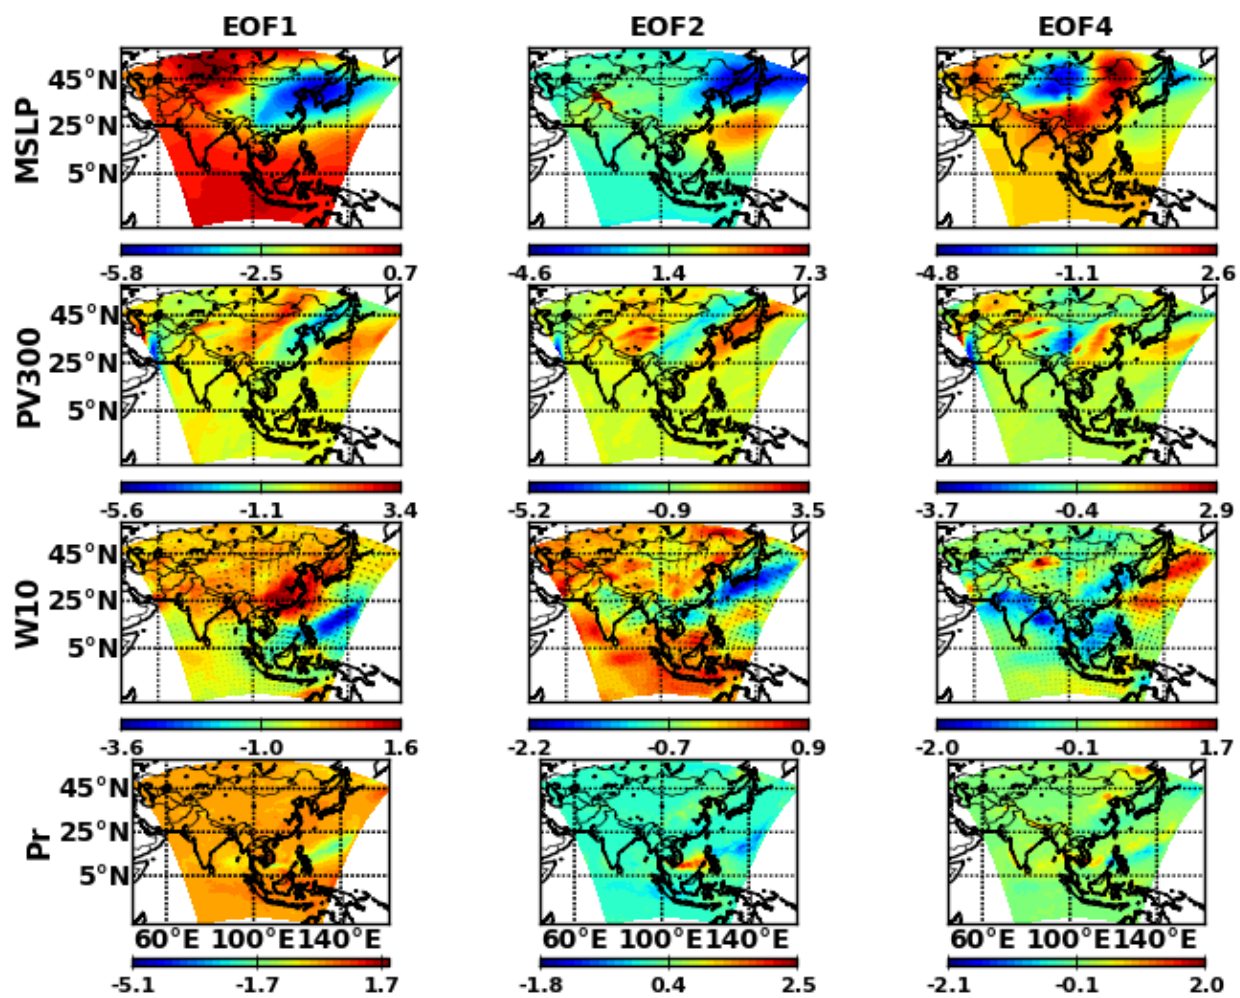 EOF1 EOF2 EOF4
MSLP
45°N
25°N
5°N
-5.8 -2.5 0.7 -4.6 1.4 7.3 -4.8 -1.1 2.6
PV300
45°N
25°N
5°N
-5.6 -1.1 3.4 -5.2 -0.9 3.5 -3.7 -0.4 2.9
W10
45°N
25°N
5°N
-3.6 -1.0 1.6 -2.2 -0.7 0.9 -2.0 -0.1 1.7
Pr
45°N
25°N
5°N
60°E 100°E 140°E 60°E 100°E 140°E 60°E 100°E 140°E
-5.1 -1.7 1.7 -1.8 0.4 2.5 -2.1 -0.1 2.0